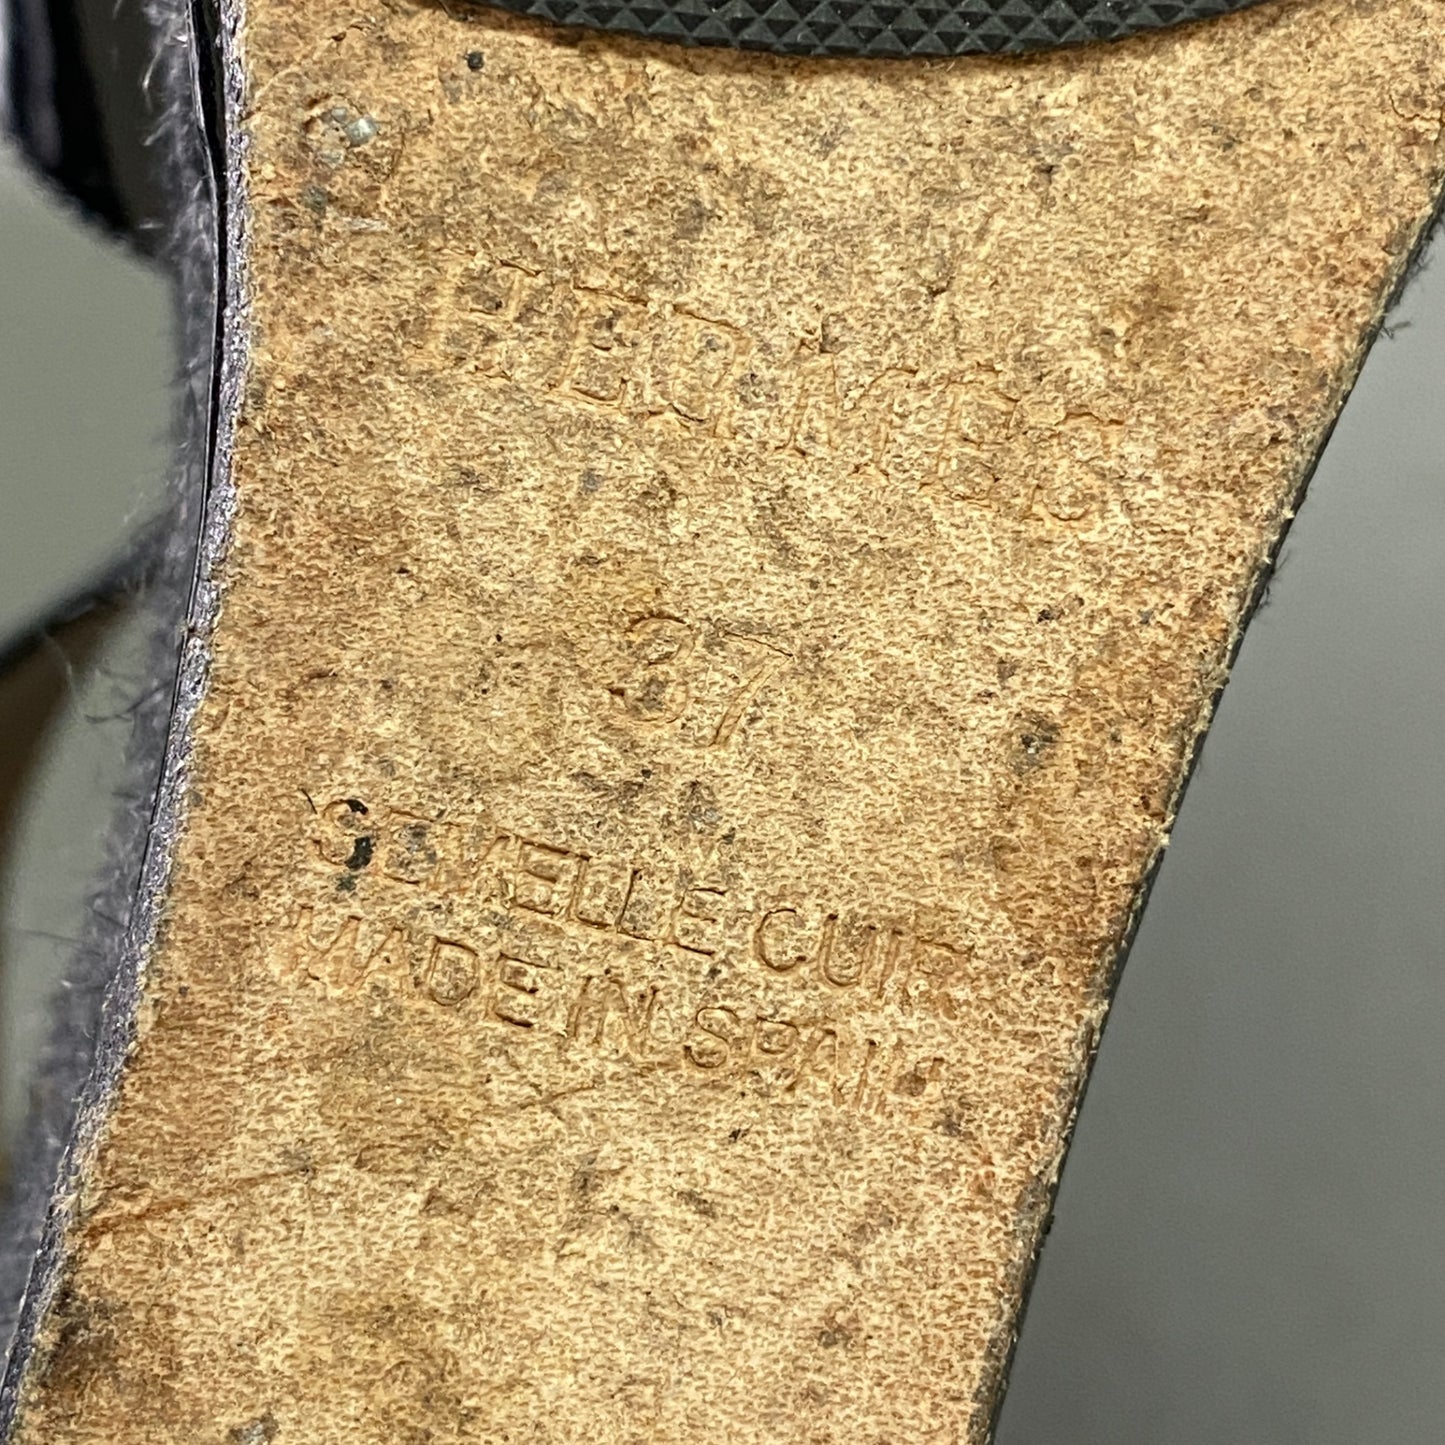 HERMES
37
SEMELLE CUIR
MADE IN SPAIN